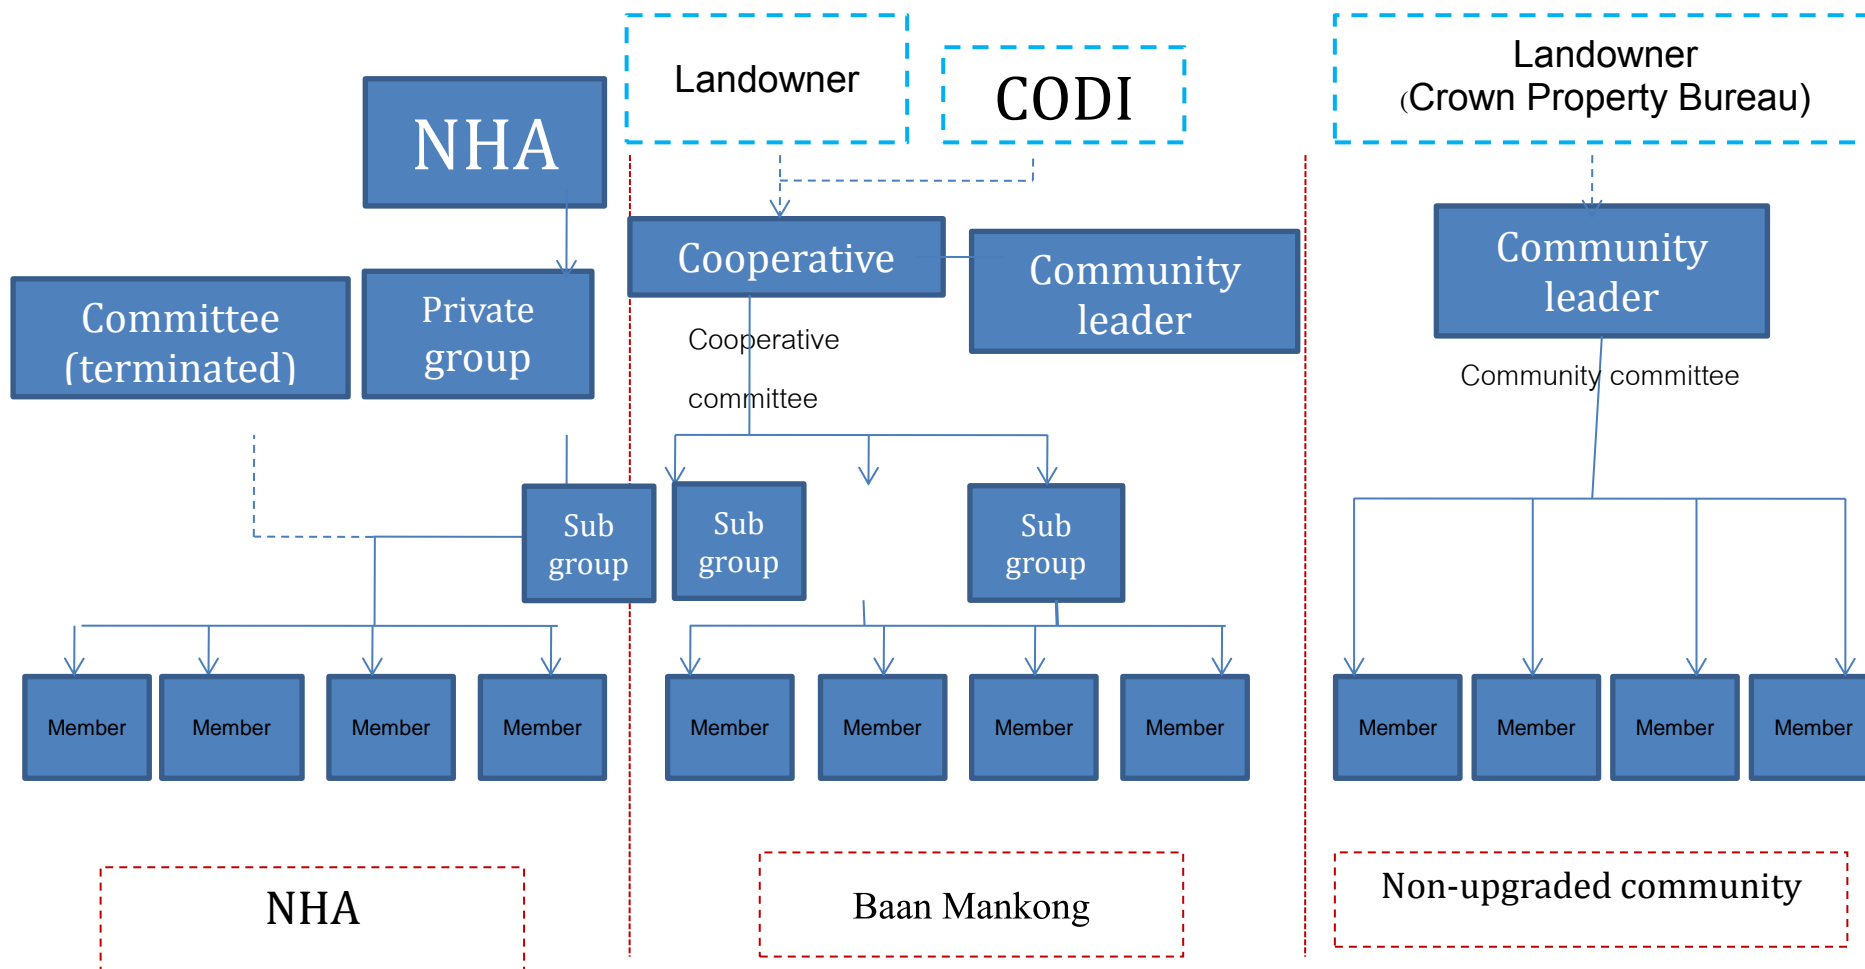 Landowner
CODI
Landowner
(Crown Property Bureau)
NHA
Cooperative
Community
leader
Community
leader
Committee
(terminated)
Private
group
Cooperative
committee
Community committee
Sub
group
Sub
group
Sub
group
Member
Member
Member
Member
Member
Member
Member
Member
Member
Member
Member
Member
NHA
Baan Mankong
Non-upgraded community